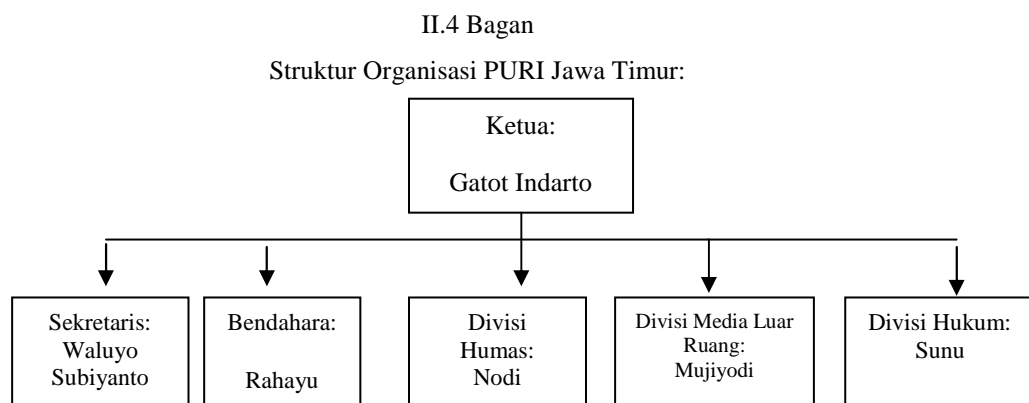 II.4 Bagan
Struktur Organisasi PURI Jawa Timur:
Ketua:
Gatot Indarto
Sekretaris:
Waluyo
Subiyanto
Bendahara:
Rahayu
Divisi
Humas:
Nodi
Divisi Media Luar
Ruang:
Mujiyodi
Divisi Hukum:
Sunu